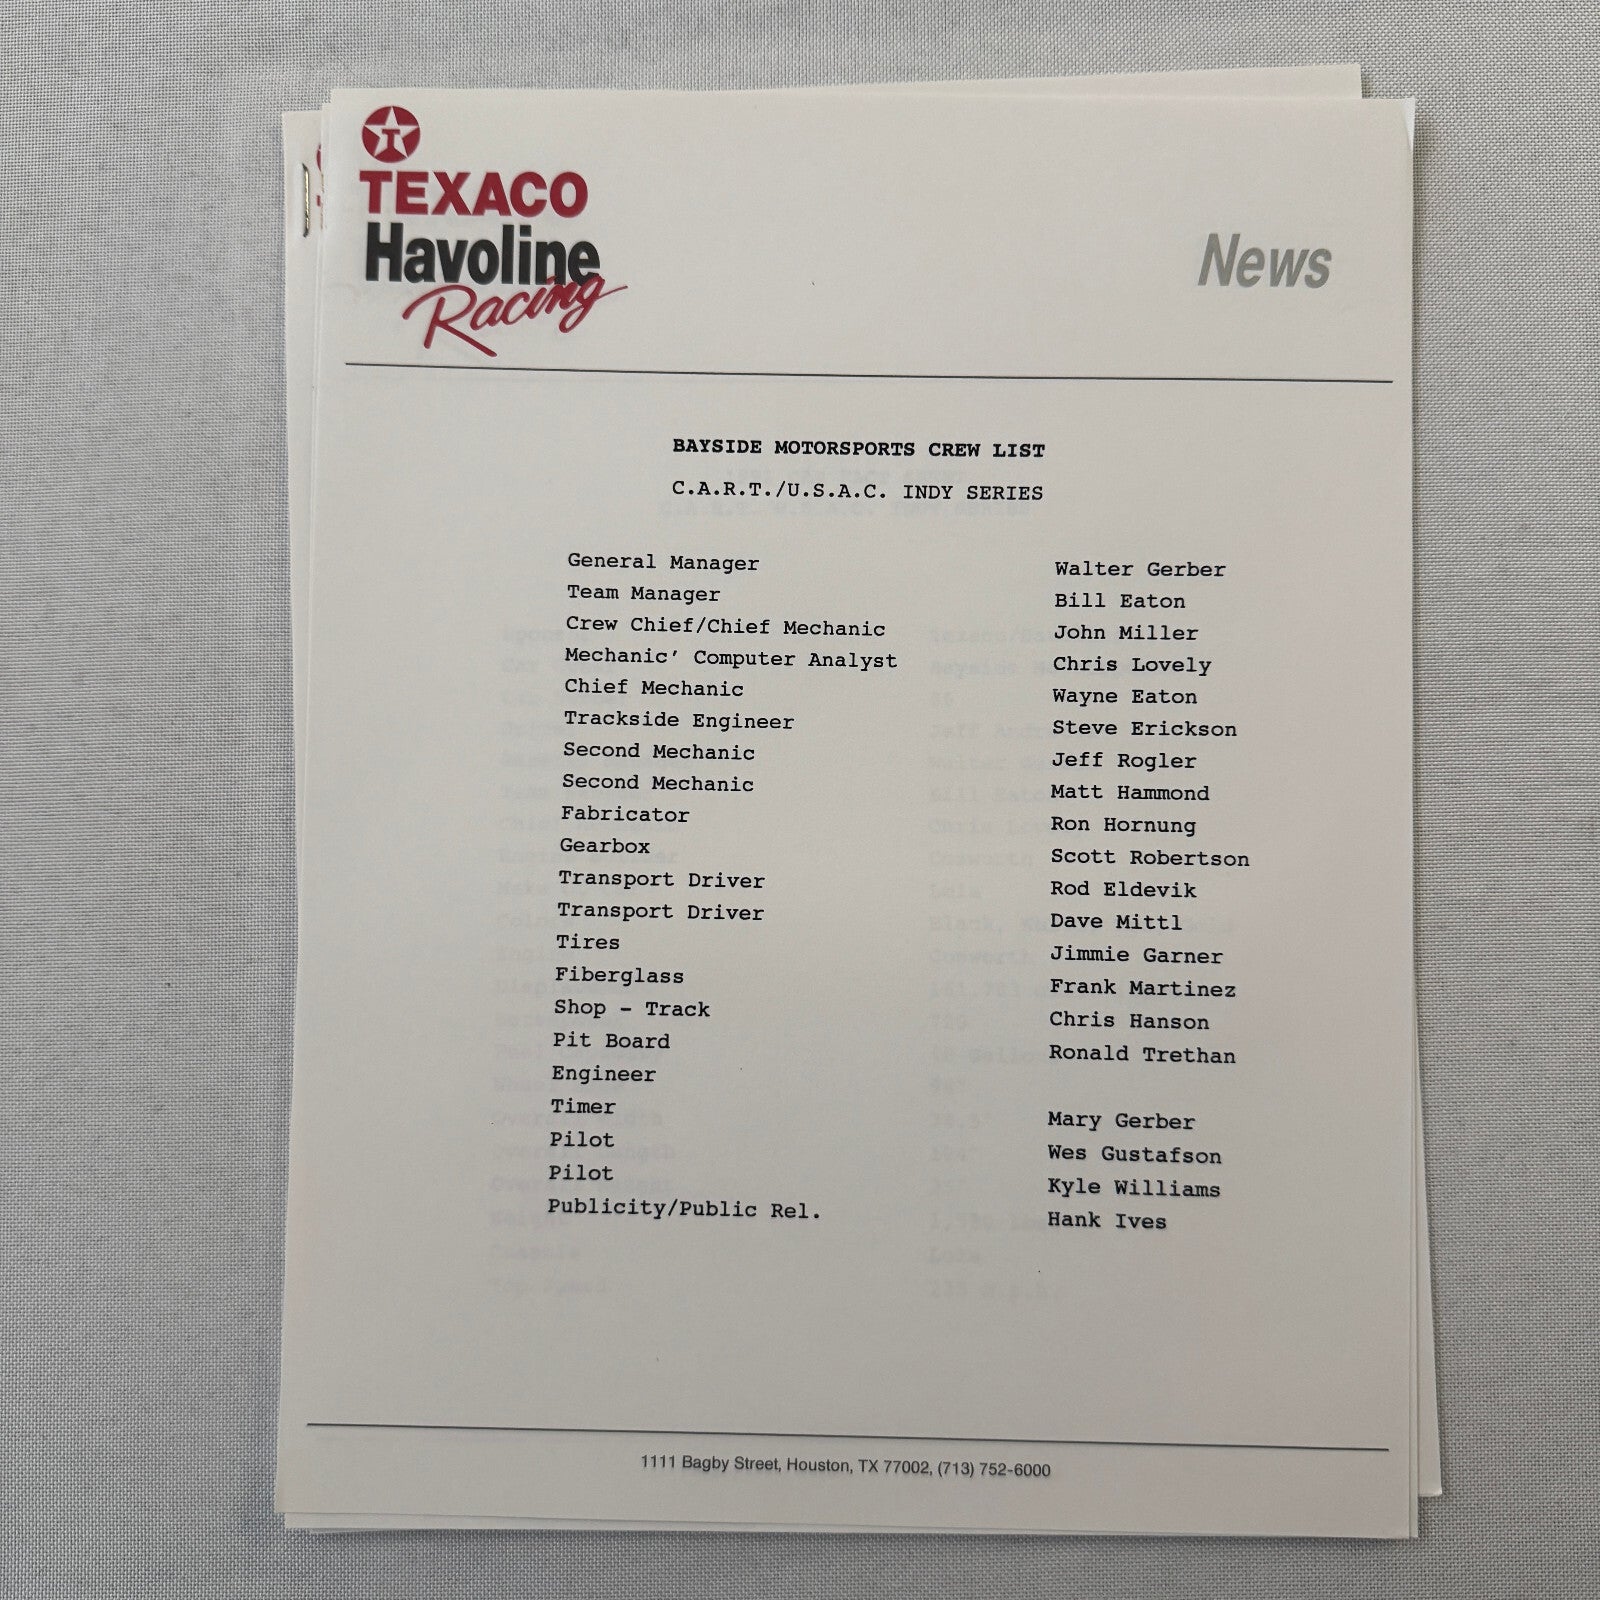 T
TEXACO
Havoline
Racing
News
BAYSIDE MOTORSPORTS CREW LIST
C.A.R.T./U.S.A.C. INDY SERIES
General Manager Walter Gerber
Team Manager Bill Eaton
Crew Chief/Chief Mechanic John Miller
Mechanic' Computer Analyst Chris Lovely
Chief Mechanic Wayne Eaton
Trackside Engineer Steve Erickson
Second Mechanic Jeff Rogler
Second Mechanic Matt Hammond
Fabricator Ron Hornung
Gearbox Scott Robertson
Transport Driver Rod Eldevik
Transport Driver Dave Mittl
Tires Jimmie Garner
Fiberglass Frank Martinez
Shop - Track Chris Hanson
Pit Board Ronald Trethan
Engineer
Timer Mary Gerber
Pilot Wes Gustafson
Pilot Kyle Williams
Publicity/Public Rel. Hank Ives
1111 Bagby Street, Houston, TX 77002, (713) 752-6000